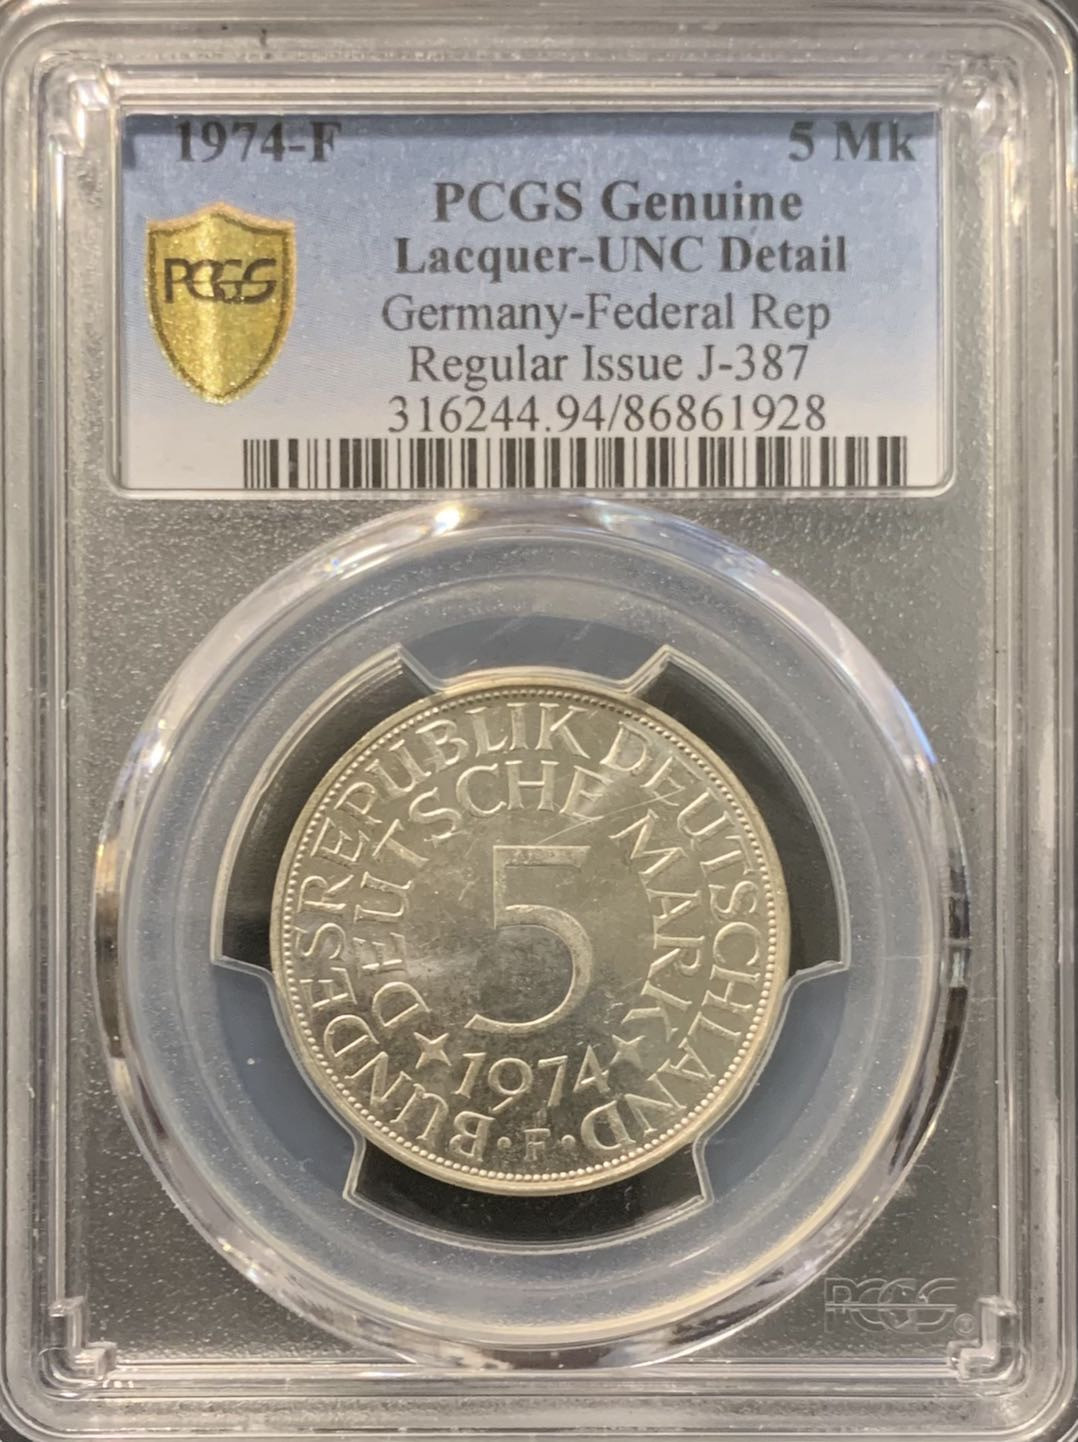 1974-F 5 Mk
PCGS Genuine
Lacquer-UNC Detail
PCGS
Germany-Federal Rep
Regular Issue J-387
316244.94/86861928
BUNDESREPUBLIK DEUTSCHLAND
DEUTSCHE MARK
5
1974
F
PCGS